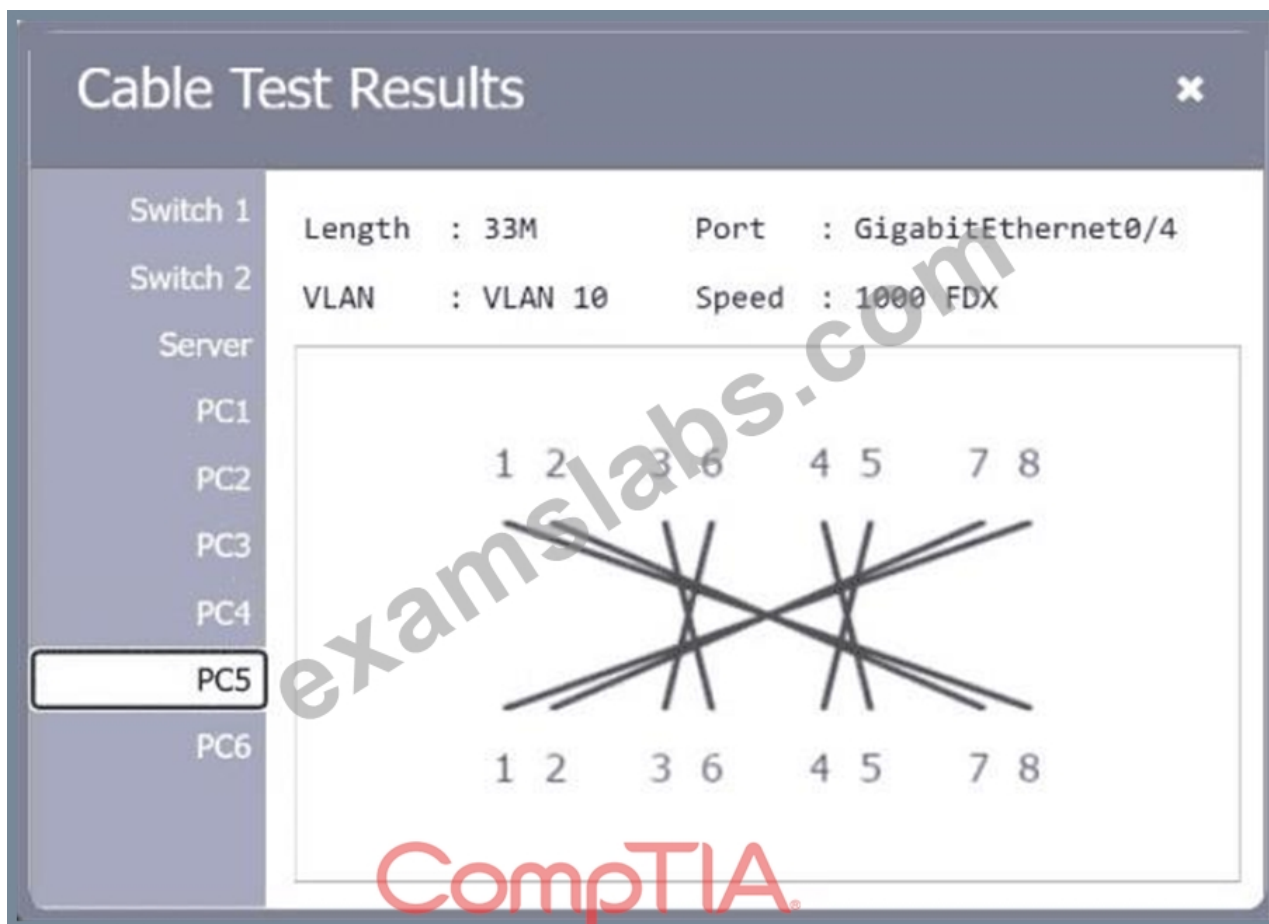 Cable Test Results ✖
Switch 1
Switch 2
Server
PC1
PC2
PC3
PC4
PC5
PC6
Length : 33M Port : GigabitEthernet0/4
VLAN : VLAN 10 Speed : 1000 FDX
1 2 3 6 4 5 7 8
1 2 3 6 4 5 7 8
examslabs.com
CompTIA®